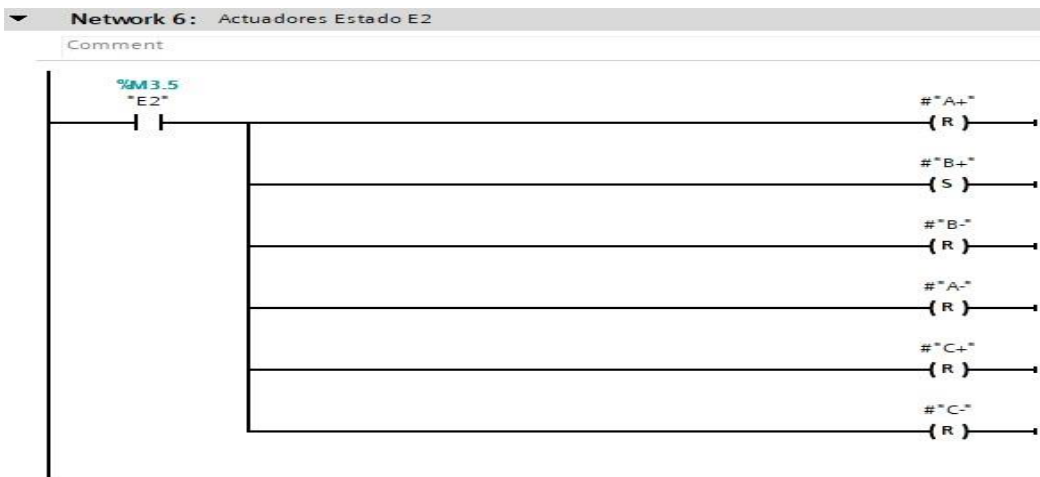 Network 6: Actuadores Estado E2
Comment
%M3.5
"E2"
#"A+"
( R )
#"B+"
( S )
#"B-"
( R )
#"A-"
( R )
#"C+"
( R )
#"C-"
( R )